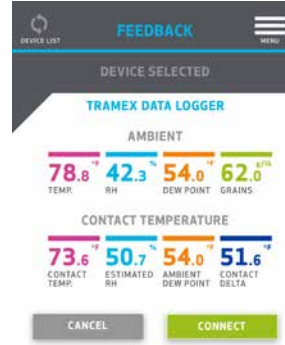 FEEDBACK
DEVICE LIST
MENU
DEVICE SELECTED
TRAMEX DATA LOGGER
AMBIENT
78.8 °F 42.3 % 54.0 °F 62.0 g/lb
TEMP. RH DEW POINT GRAINS
CONTACT TEMPERATURE
73.6 °F 50.7 % 54.0 °F 51.6 °F
CONTACT TEMP. ESTIMATED RH AMBIENT DEW POINT CONTACT DELTA
CANCEL CONNECT